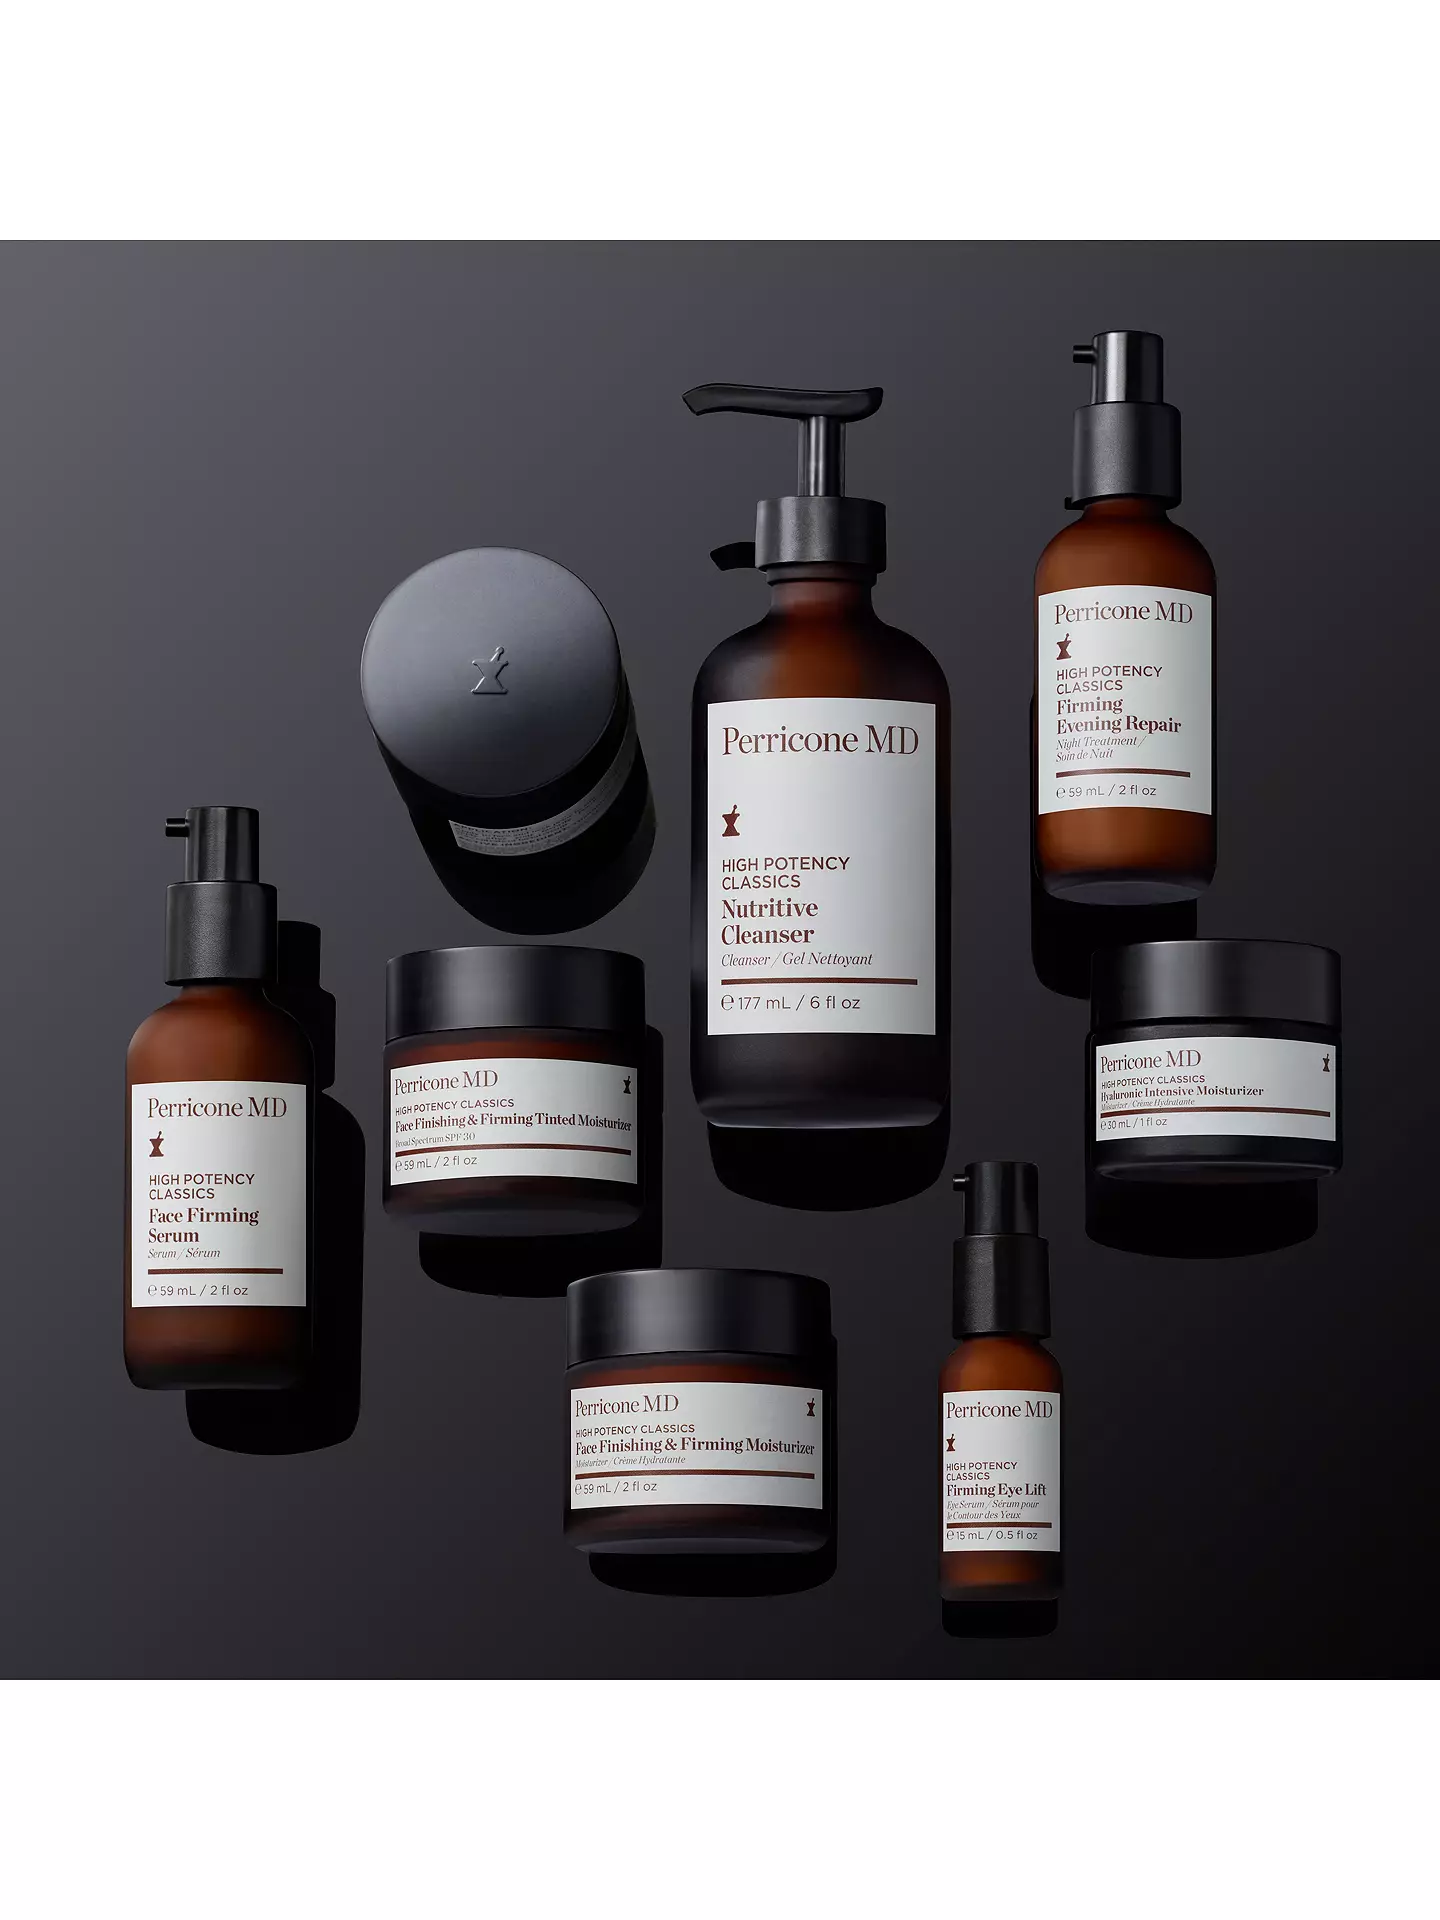 Perricone MD
HIGH POTENCY
CLASSICS
Firming
Evening Repair
Night Treatment /
Soin de Nuit
℮ 59 mL / 2 fl oz
Perricone MD
HIGH POTENCY
CLASSICS
Nutritive
Cleanser
Cleanser / Gel Nettoyant
℮ 177 mL / 6 fl oz
Perricone MD
HIGH POTENCY CLASSICS
Hyaluronic Intensive Moisturizer
Moisturizer / Crème Hydratante
℮ 30 mL / 1 fl oz
Perricone MD
HIGH POTENCY CLASSICS
Face Finishing & Firming Tinted Moisturizer
Broad Spectrum SPF 30
℮ 59 mL / 2 fl oz
Perricone MD
HIGH POTENCY
CLASSICS
Face Firming
Serum
Serum / Sérum
℮ 59 mL / 2 fl oz
Perricone MD
HIGH POTENCY CLASSICS
Face Finishing & Firming Moisturizer
Moisturizer / Crème Hydratante
℮ 59 mL / 2 fl oz
Perricone MD
HIGH POTENCY
CLASSICS
Firming Eye Lift
Eye Serum / Sérum pour
le Contour des Yeux
℮ 15 mL / 0.5 fl oz